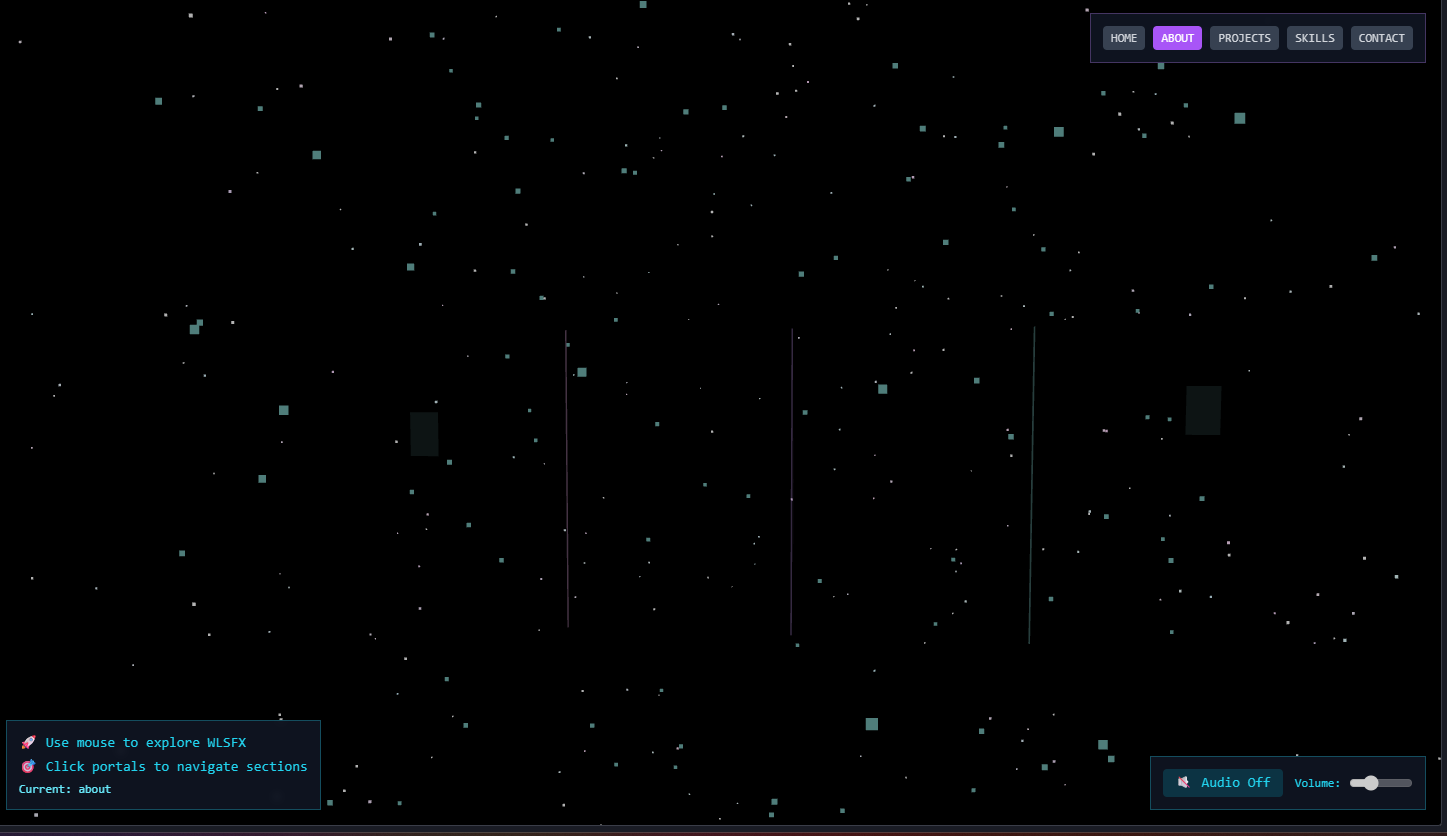 HOME ABOUT PROJECTS SKILLS CONTACT
🚀 Use mouse to explore WLSFX
🎯 Click portals to navigate sections
Current: about
Audio Off Volume: